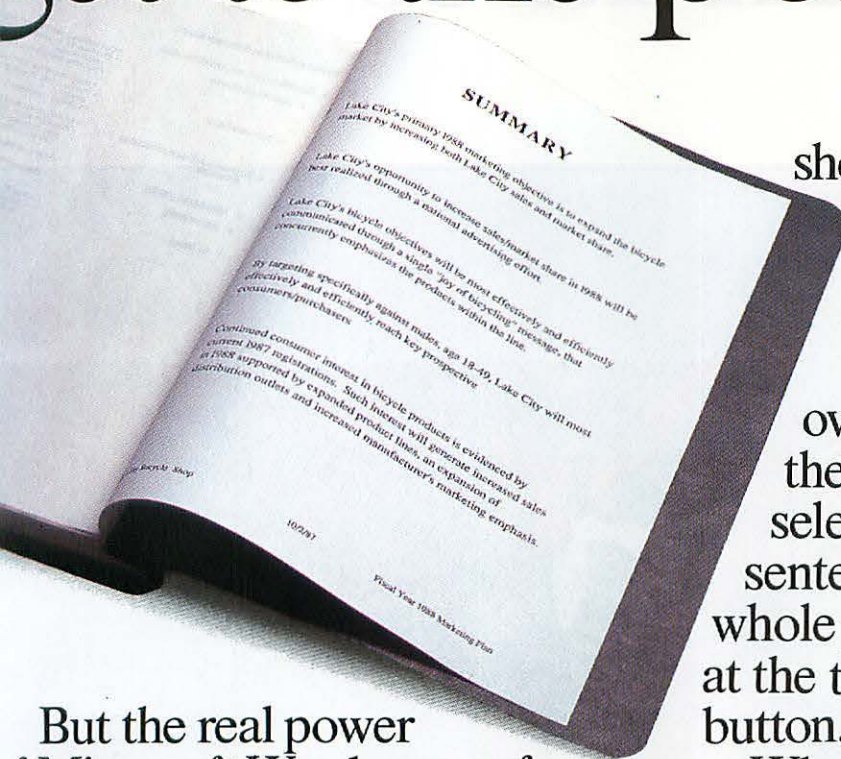 get to the
SUMMARY
Lake City's primary 1988 marketing objective is to expand the bicycle
market by increasing both Lake City sales and market share.
Lake City's opportunity to increase sales/market share in 1988 will be
best realized through a national advertising effort.
Lake City's bicycle objectives will be most effectively and efficiently
communicated through a single "joy of bicycling" message, that
concurrently emphasizes the products within the line.
By targeting specifically against males, aga 18-49, Lake City will most
effectively and efficiently reach key prospective
consumers/purchasers
Continued consumer interest in bicycle products is evidenced by
current 1987 registrations. Such interest will generate increased sales
in 1988 supported by expanded product lines, an expansion of
distribution outlets and increased manufacturer's marketing emphasis.
Bicycle Shop
10/2/87
Fiscal Year 1988 Marketing Plan
the
sele
sente
whole
at the t
button.
But the real power